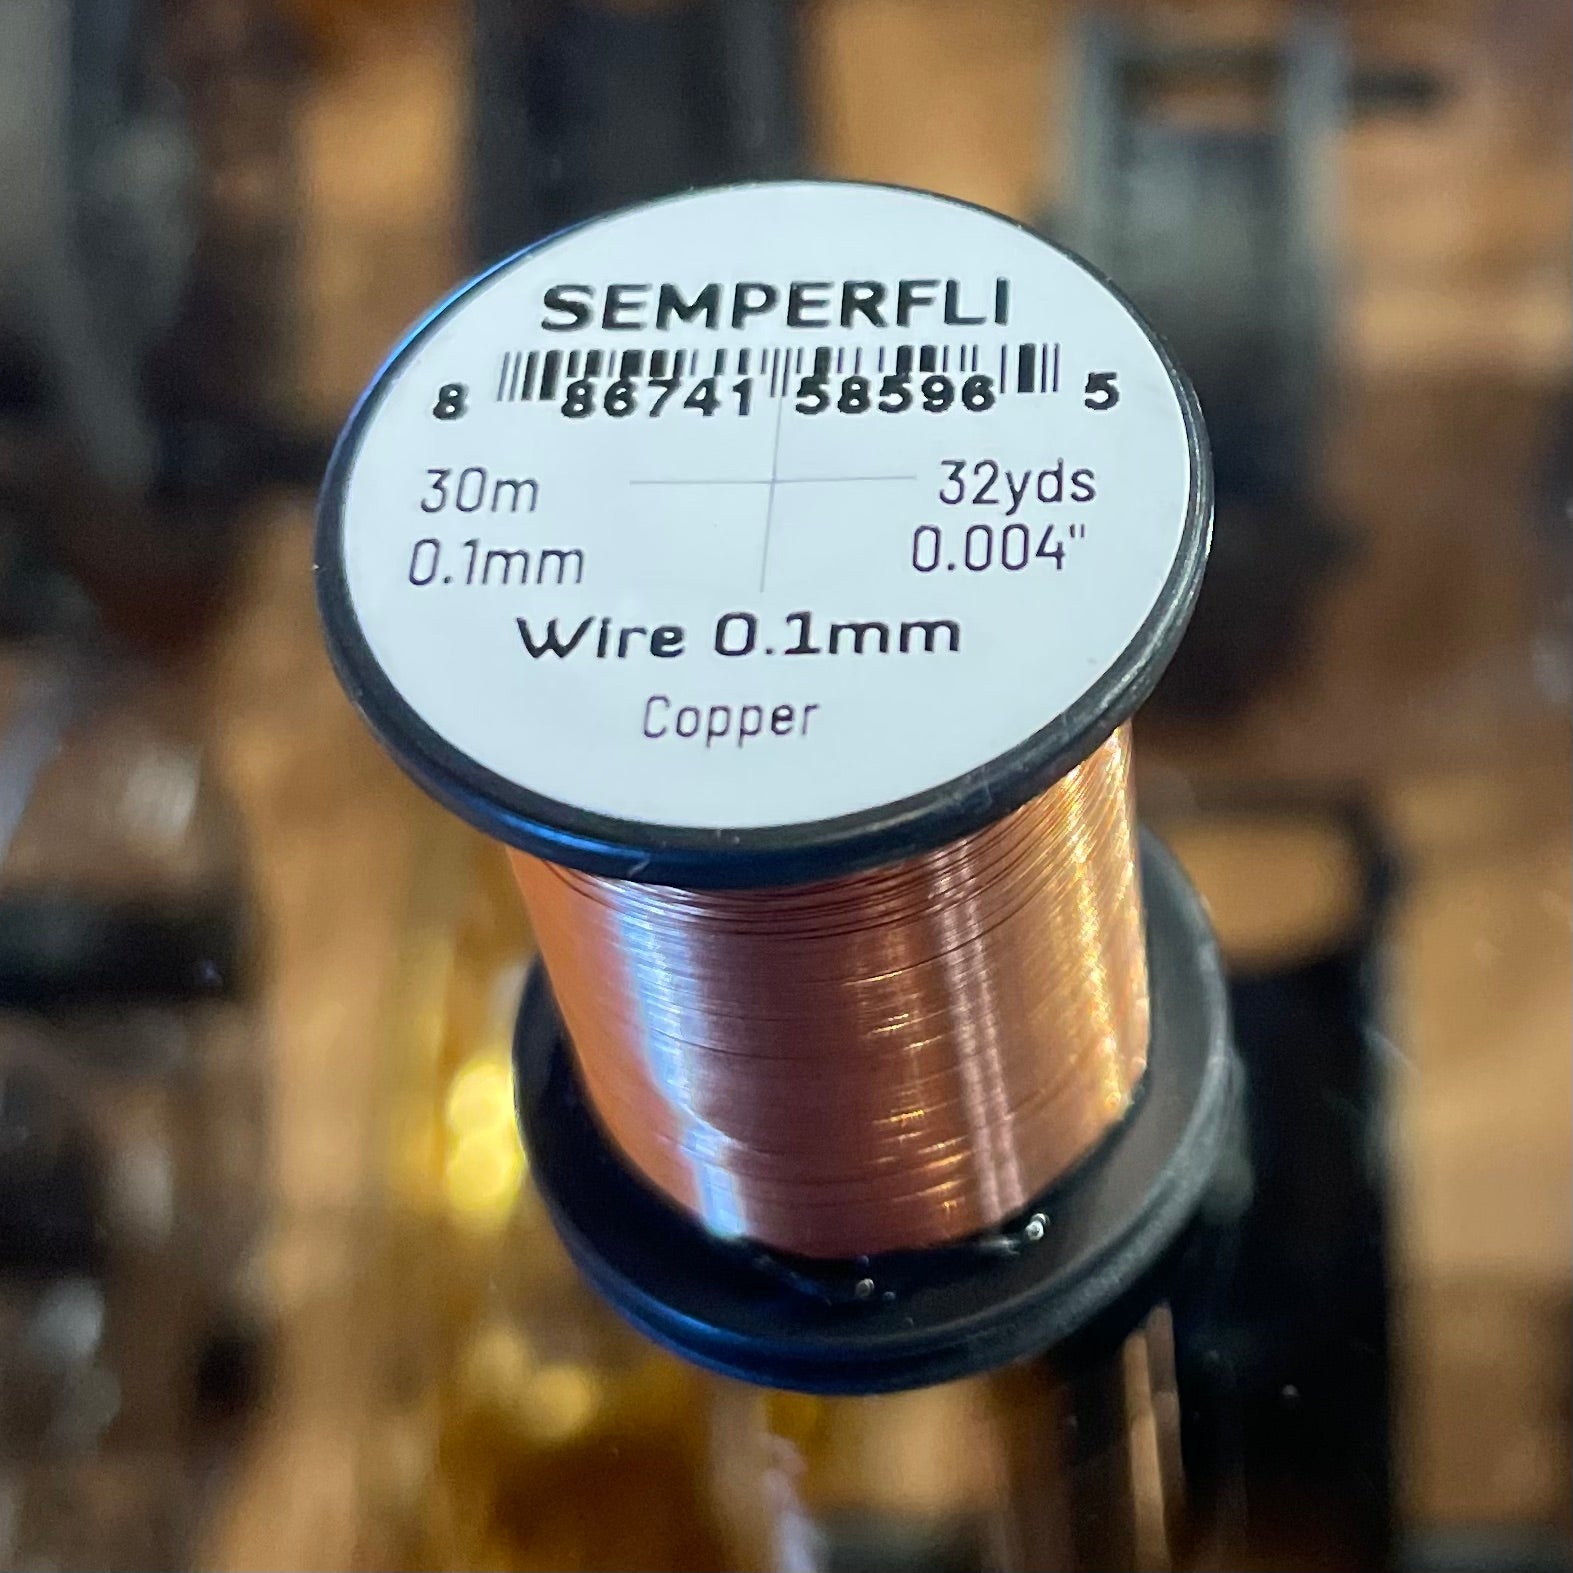 SEMPERFLI
8 86741 58596 5
30m 32yds
0.1mm 0.004"
Wire 0.1mm
Copper